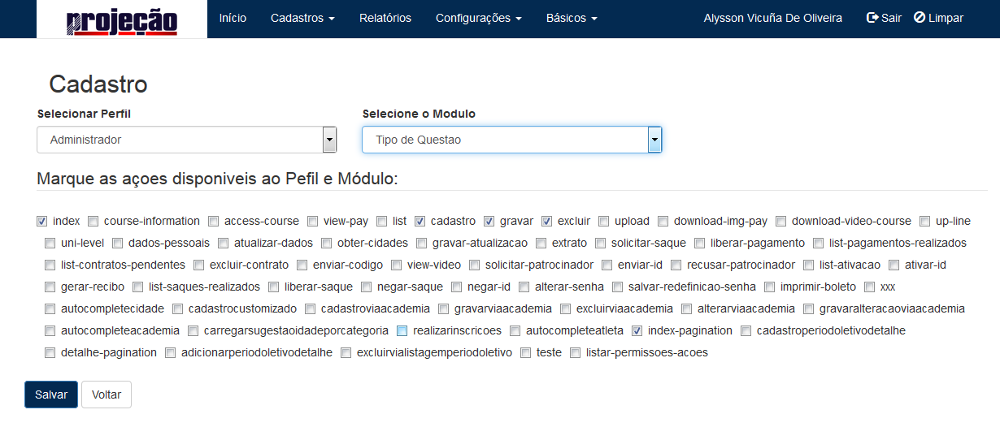 projeção Início Cadastros Relatórios Configurações Básicos Alysson Vicuña De Oliveira Sair Limpar
Cadastro
Selecionar Perfil Selecione o Modulo
Administrador Tipo de Questao
Marque as açoes disponiveis ao Pefil e Módulo:
index course-information access-course view-pay list cadastro gravar excluir upload download-img-pay download-video-course up-line
uni-level dados-pessoais atualizar-dados obter-cidades gravar-atualizacao extrato solicitar-saque liberar-pagamento list-pagamentos-realizados
list-contratos-pendentes excluir-contrato enviar-codigo view-video solicitar-patrocinador enviar-id recusar-patrocinador list-ativacao ativar-id
gerar-recibo list-saques-realizados liberar-saque negar-saque negar-id alterar-senha salvar-redefinicao-senha imprimir-boleto xxx
autocompletecidade cadastrocustomizado cadastroviaacademia gravarviaacademia excluirviaacademia alterarviaacademia gravaralteracaoviaacademia
autocompleteacademia carregarsugestaoidadeporcategoria realizarinscricoes autocompleteatleta index-pagination cadastroperiodoletivodetalhe
detalhe-pagination adicionarperiodoletivodetalhe excluirvialistagemperiodoletivo teste listar-permissoes-acoes
Salvar Voltar